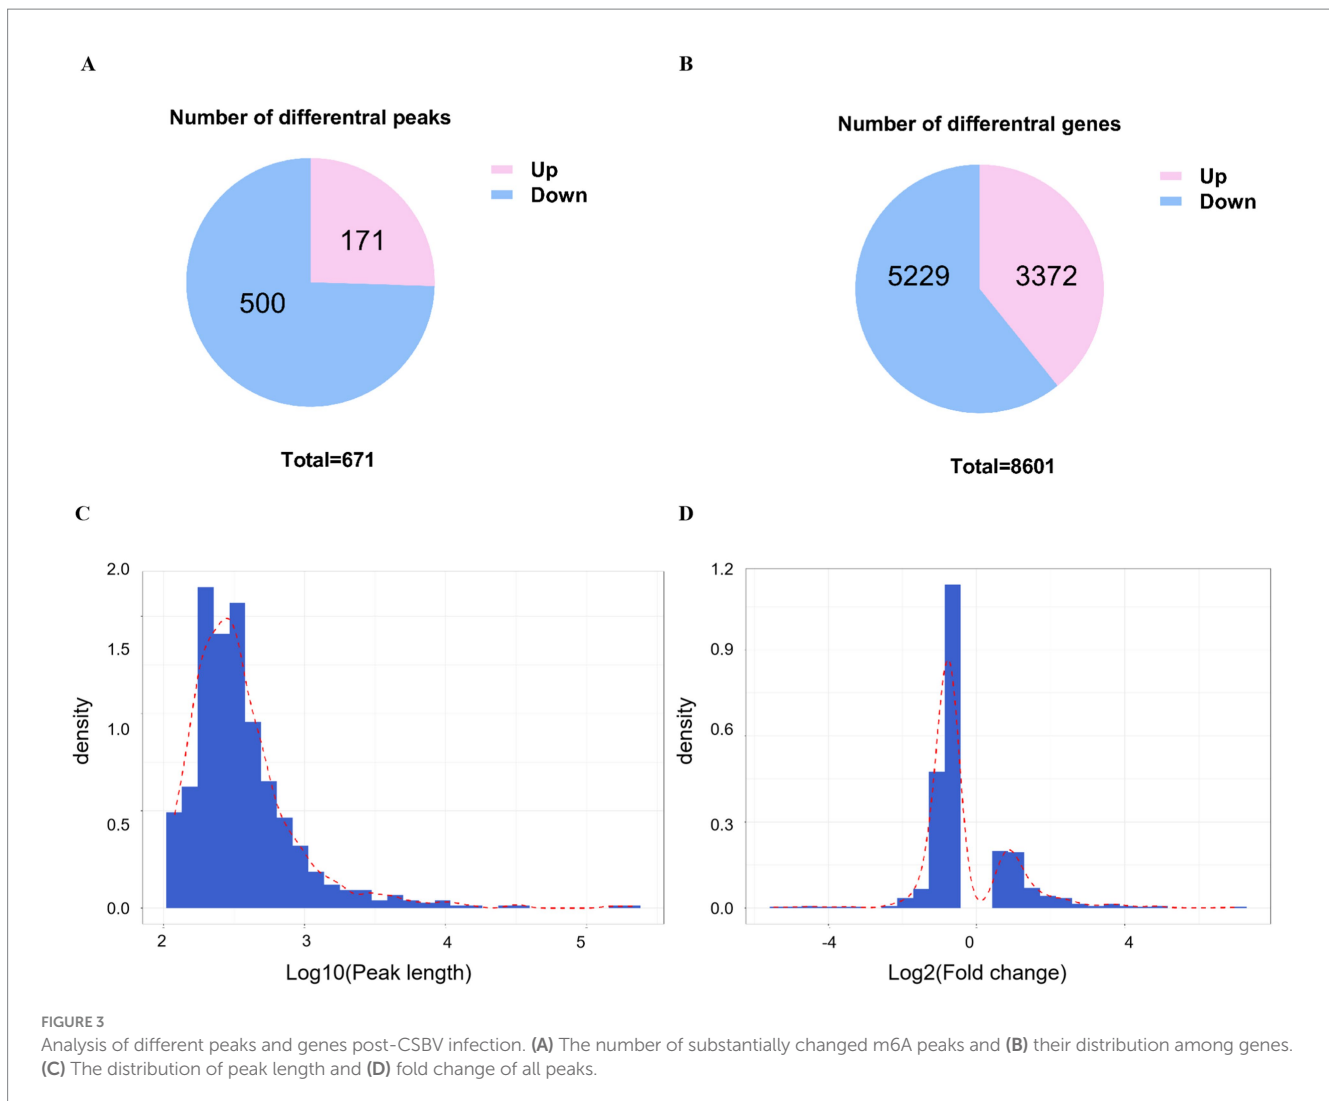 A
Number of differentral peaks
Up
Down
171
500
Total=671
B
Number of differentral genes
Up
Down
5229
3372
Total=8601
C
2.0
1.5
1.0
0.5
0.0
density
2
3
4
5
Log10(Peak length)
D
1.2
0.9
0.6
0.3
0.0
density
-4
0
4
Log2(Fold change)
FIGURE 3
Analysis of different peaks and genes post-CSBV infection. (A) The number of substantially changed m6A peaks and (B) their distribution among genes.
(C) The distribution of peak length and (D) fold change of all peaks.